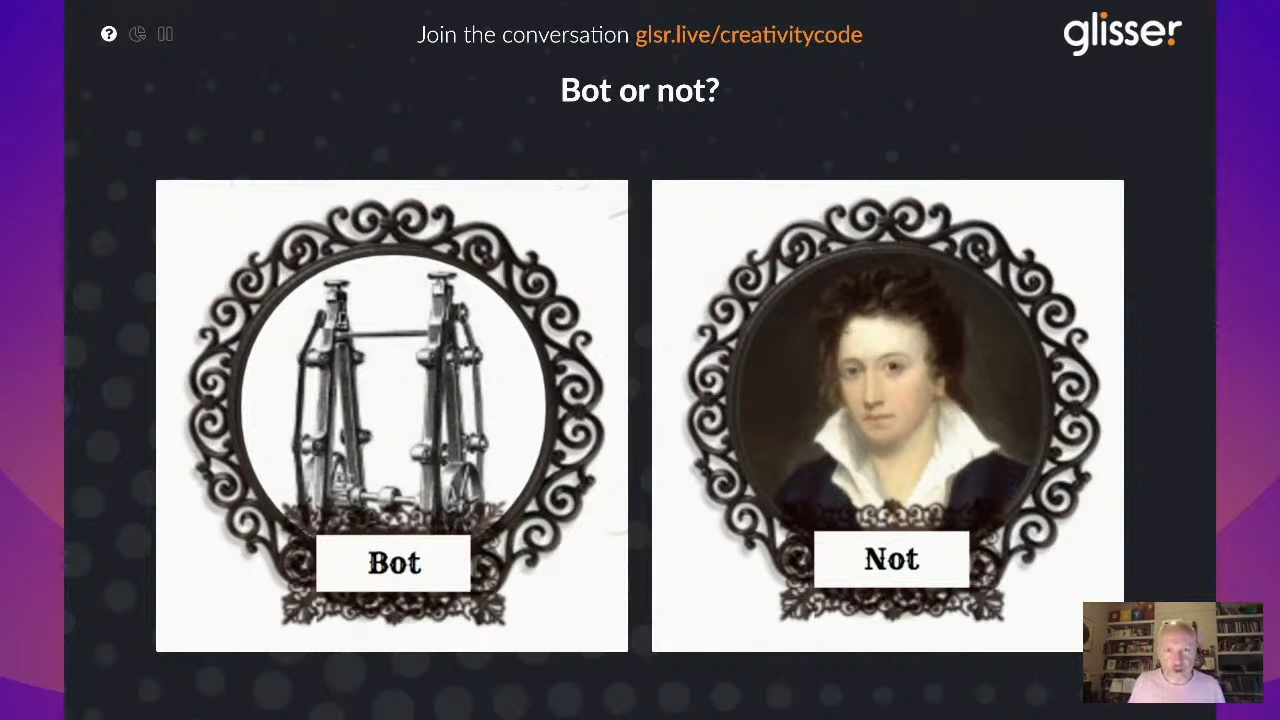 Join the conversation glsr.live/creativitycode
glisser.
Bot or not?
Bot
Not